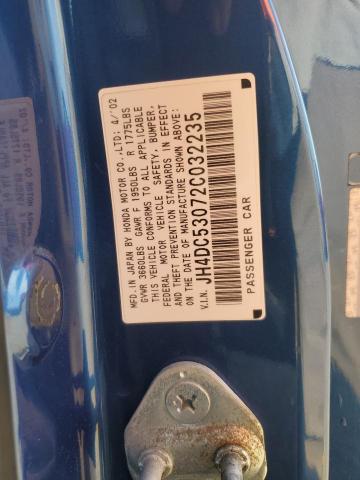 MFD.IN JAPAN BY HONDA MOTOR CO.,LTD: 4/02
GVWR 3660LBS GAWR F 1950LBS R 1775LBS
THIS VEHICLE CONFORMS TO ALL APPLICABLE
FEDERAL MOTOR VEHICLE SAFETY, BUMPER,
AND THEFT PREVENTION STANDARDS IN EFFECT
ON THE DATE OF MANUFACTURE SHOWN ABOVE:
V.I.N. JH4DC53072C032235
PASSENGER CAR